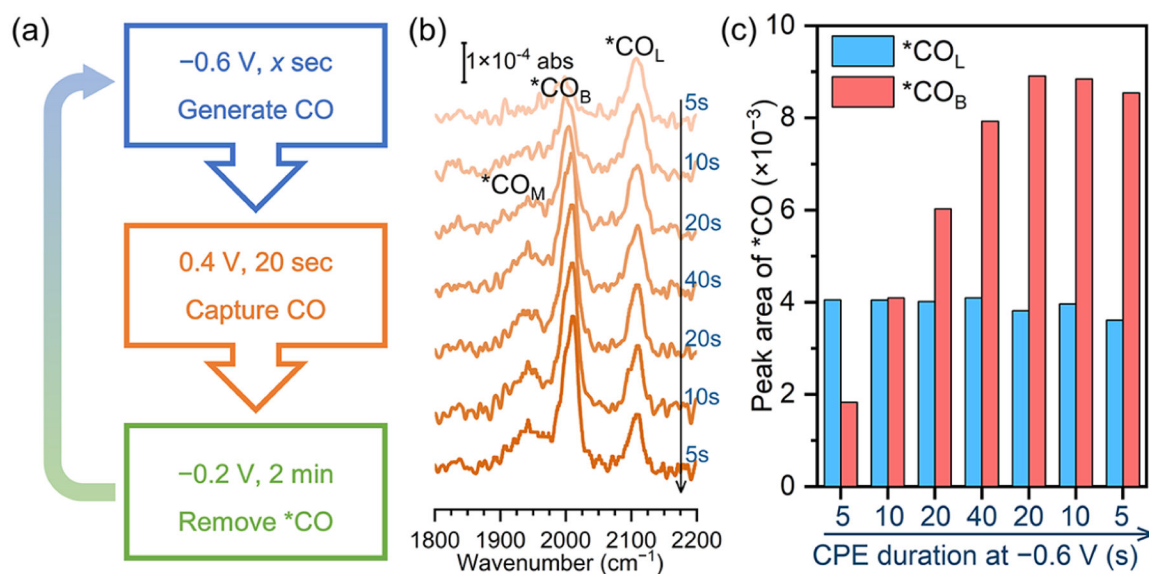 (a)
−0.6 V, x sec
Generate CO
0.4 V, 20 sec
Capture CO
−0.2 V, 2 min
Remove *CO
(b)
1×10⁻⁴ abs
*CO_L
*CO_B
*CO_M
5s
10s
20s
40s
20s
10s
5s
1800 1900 2000 2100 2200
Wavenumber (cm⁻¹)
(c)
*CO_L
*CO_B
Peak area of *CO (×10⁻³)
10
8
6
4
2
0
5 10 20 40 20 10 5
CPE duration at −0.6 V (s)